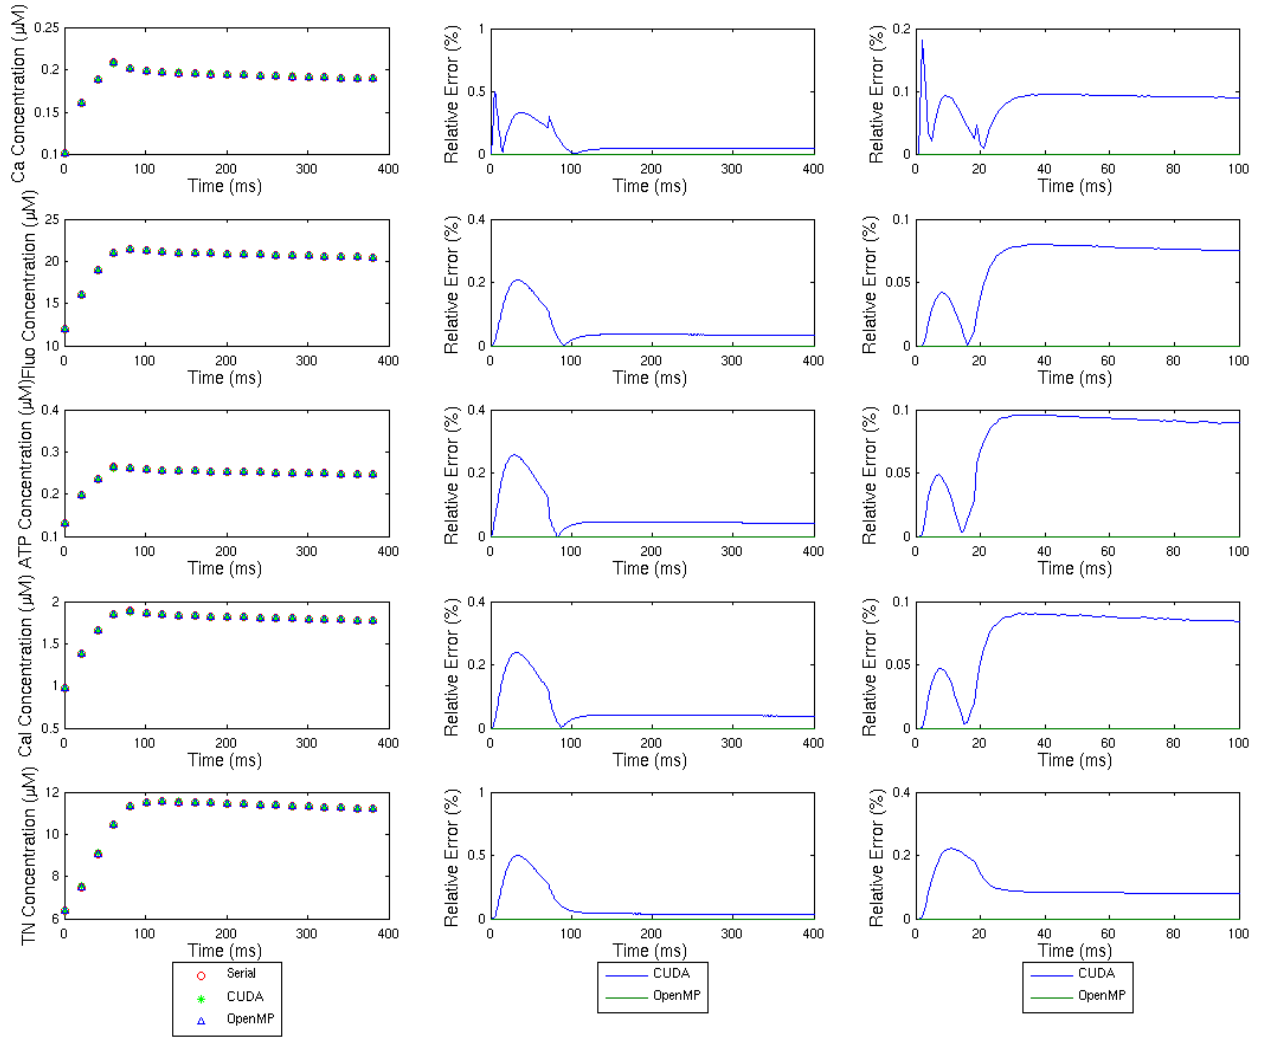 Ca Concentration (μM)
0.25
0.2
0.15
0.1
0 100 200 300 400
Time (ms)
Relative Error (%)
1
0.5
0
0 100 200 300 400
Time (ms)
Relative Error (%)
0.2
0.1
0
0 20 40 60 80 100
Time (ms)
Fluo Concentration (μM)
25
20
15
10
0 100 200 300 400
Time (ms)
Relative Error (%)
0.4
0.2
0
0 100 200 300 400
Time (ms)
Relative Error (%)
0.1
0.05
0
0 20 40 60 80 100
Time (ms)
ATP Concentration (μM)
0.4
0.3
0.2
0.1
0 100 200 300 400
Time (ms)
Relative Error (%)
0.4
0.2
0
0 100 200 300 400
Time (ms)
Relative Error (%)
0.1
0.05
0
0 20 40 60 80 100
Time (ms)
Cal Concentration (μM)
2
1.5
1
0.5
0 100 200 300 400
Time (ms)
Relative Error (%)
0.4
0.2
0
0 100 200 300 400
Time (ms)
Relative Error (%)
0.1
0.05
0
0 20 40 60 80 100
Time (ms)
TN Concentration (μM)
12
10
8
6
0 100 200 300 400
Time (ms)
Relative Error (%)
1
0.5
0
0 100 200 300 400
Time (ms)
Relative Error (%)
0.4
0.2
0
0 20 40 60 80 100
Time (ms)
Serial
CUDA
OpenMP
CUDA
OpenMP
CUDA
OpenMP